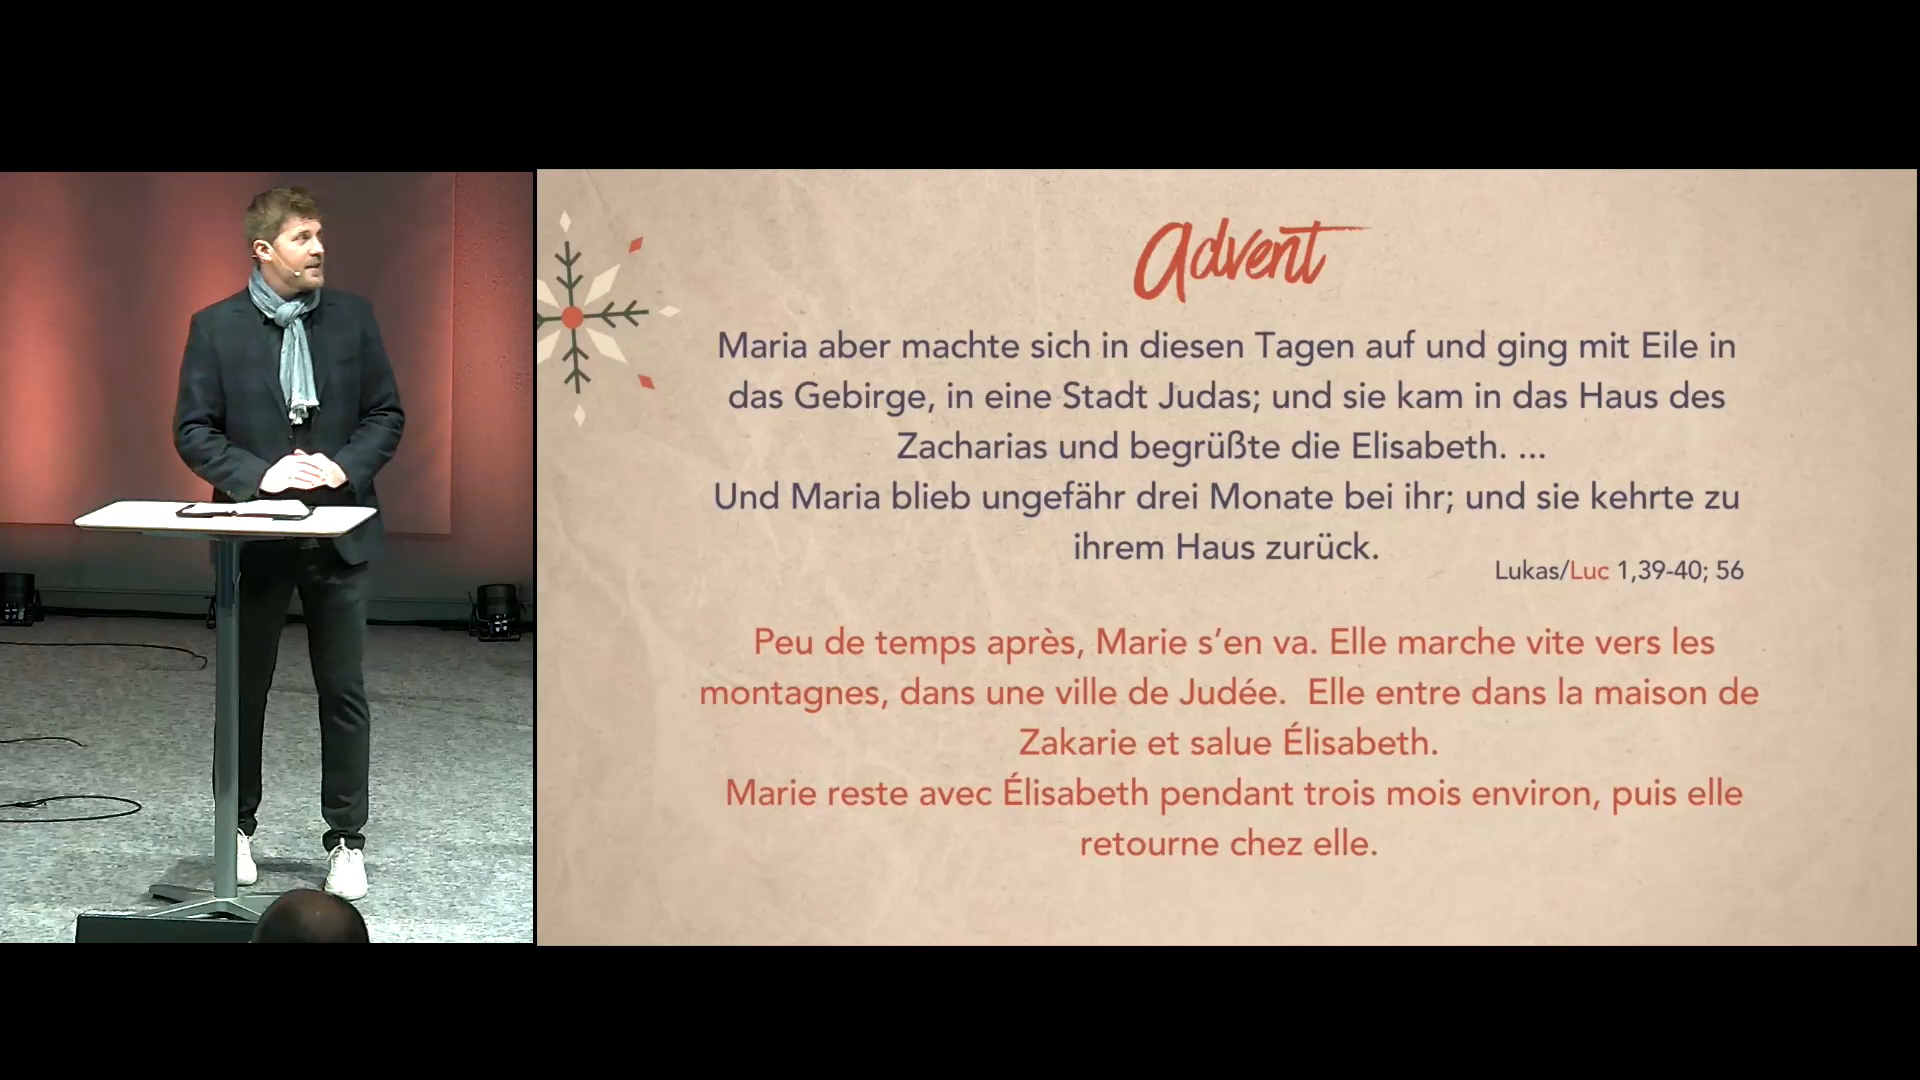 Advent
Maria aber machte sich in diesen Tagen auf und ging mit Eile in
das Gebirge, in eine Stadt Judas; und sie kam in das Haus des
Zacharias und begrüßte die Elisabeth. ...
Und Maria blieb ungefähr drei Monate bei ihr; und sie kehrte zu
ihrem Haus zurück.
Lukas/Luc 1,39-40; 56
Peu de temps après, Marie s’en va. Elle marche vite vers les
montagnes, dans une ville de Judée.  Elle entre dans la maison de
Zakarie et salue Élisabeth.
Marie reste avec Élisabeth pendant trois mois environ, puis elle
retourne chez elle.